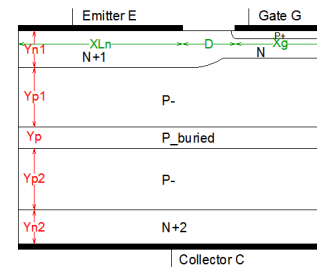 Emitter E
Gate G
Yn1
XLn
D
Xg
P+
N+1
N
Yp1
P-
Yp
P_buried
Yp2
P-
Yn2
N+2
Collector C